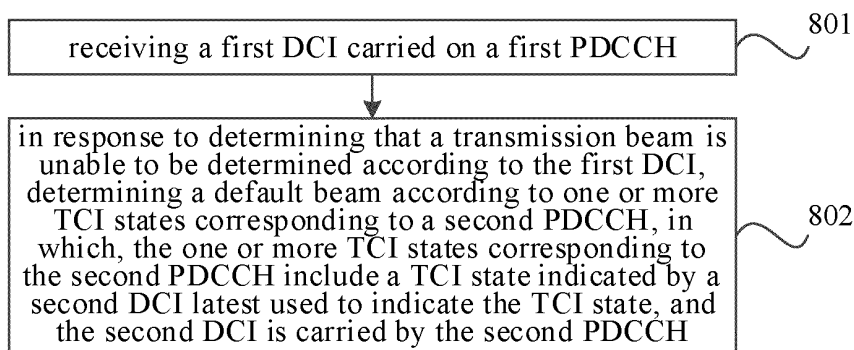 801
receiving a first DCI carried on a first PDCCH
in response to determining that a transmission beam is
unable to be determined according to the first DCI,
determining a default beam according to one or more
TCI states corresponding to a second PDCCH, in
which, the one or more TCI states corresponding to
the second PDCCH include a TCI state indicated by a
second DCI latest used to indicate the TCI state, and
the second DCI is carried by the second PDCCH
802